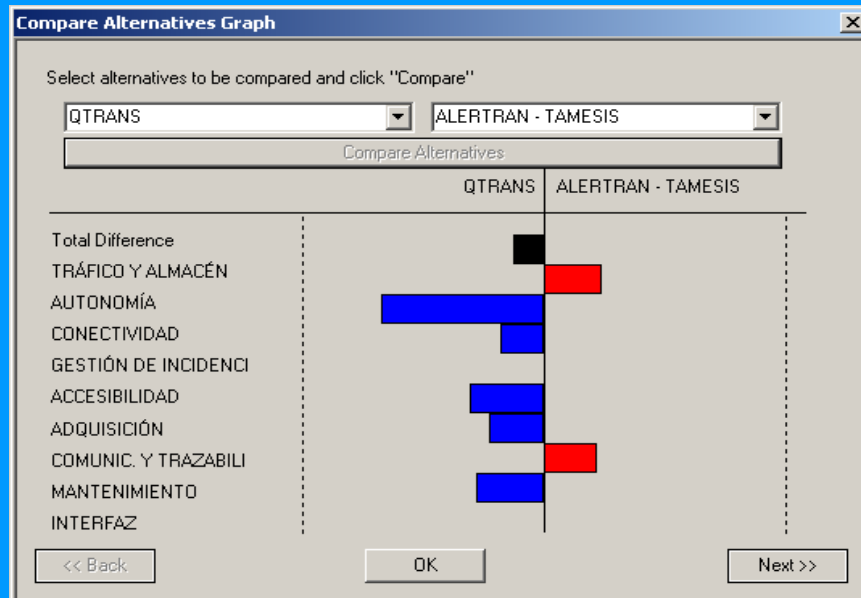 Compare Alternatives Graph
Select alternatives to be compared and click "Compare"
QTRANS ALERTRAN - TAMESIS
Compare Alternatives
QTRANS ALERTRAN - TAMESIS
Total Difference
TRÁFICO Y ALMACÉN
AUTONOMÍA
CONECTIVIDAD
GESTIÓN DE INCIDENCI
ACCESIBILIDAD
ADQUISICIÓN
COMUNIC. Y TRAZABILI
MANTENIMIENTO
INTERFAZ
<< Back OK Next >>